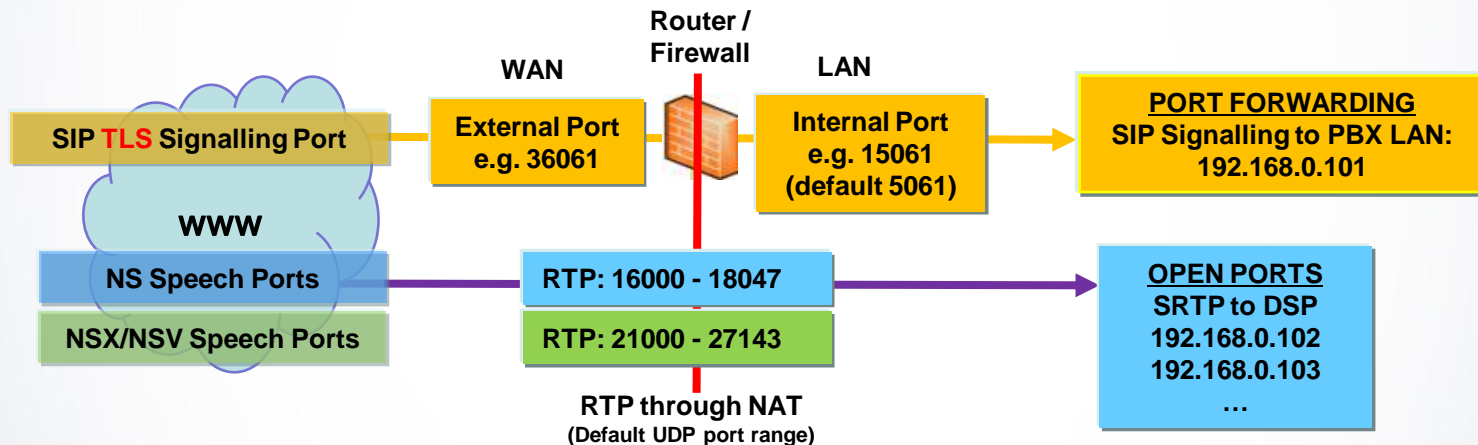 Router /
Firewall
WAN
LAN
SIP TLS Signalling Port
External Port
e.g. 36061
Internal Port
e.g. 15061
(default 5061)
PORT FORWARDING
SIP Signalling to PBX LAN:
192.168.0.101
WWW
NS Speech Ports
RTP: 16000 - 18047
NSX/NSV Speech Ports
RTP: 21000 - 27143
OPEN PORTS
SRTP to DSP
192.168.0.102
192.168.0.103
...
RTP through NAT
(Default UDP port range)